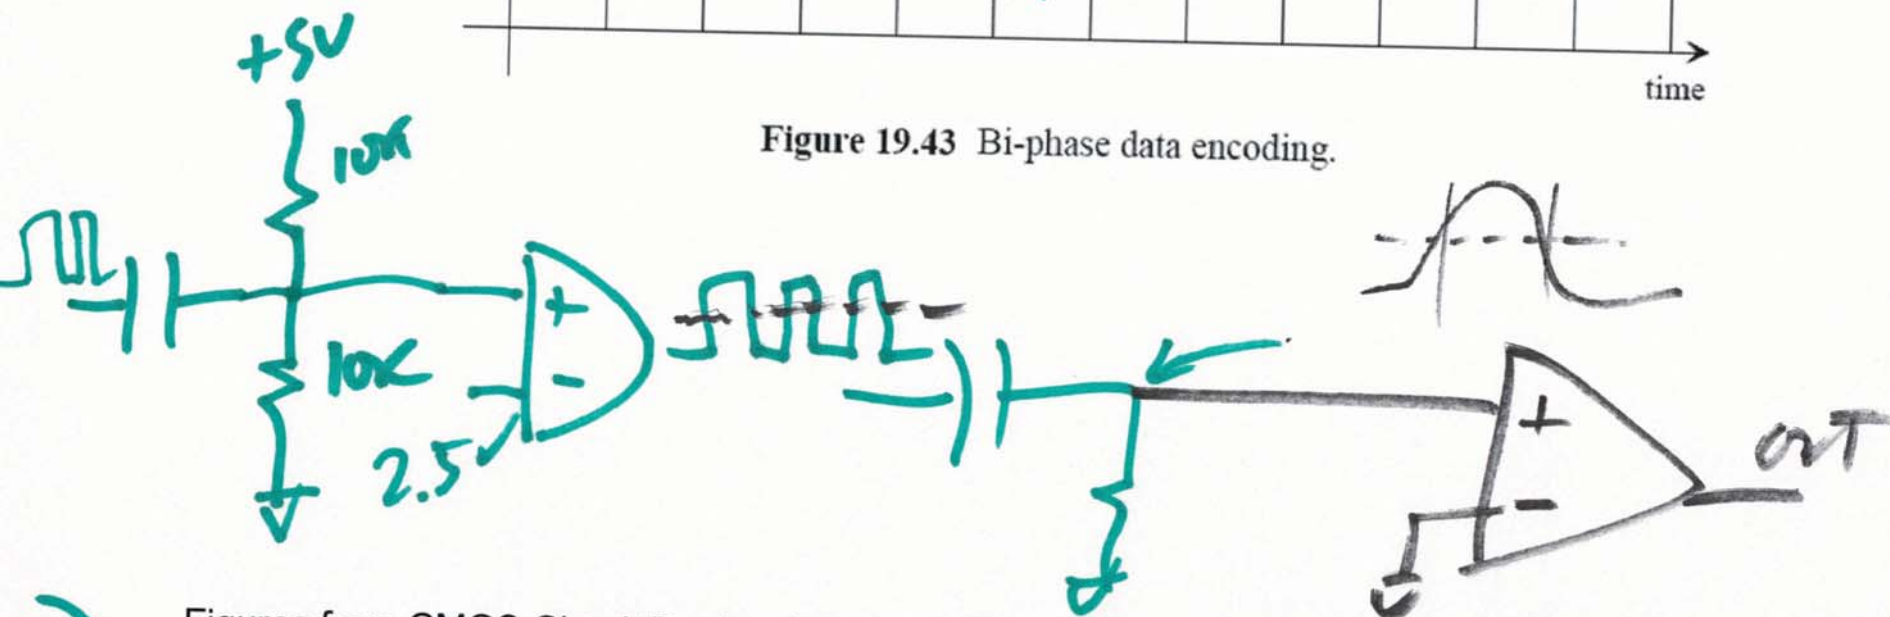 +5V
time
10K
Figure 19.43 Bi-phase data encoding.
+
10K
-
2.5
+
OUT
-